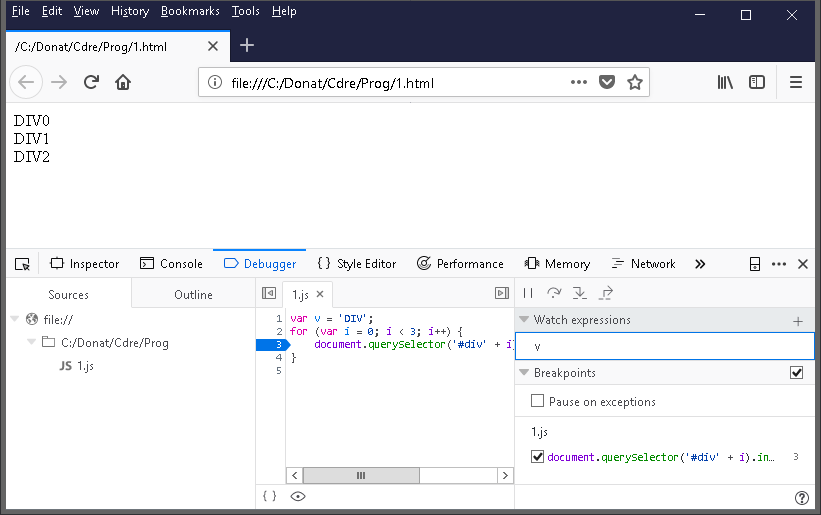 File Edit View History Bookmarks Tools Help
/C:/Donat/Cdre/Prog/1.html
file:///C:/Donat/Cdre/Prog/1.html
DIV0
DIV1
DIV2
Inspector Console Debugger {} Style Editor Performance Memory Network
Sources Outline 1.js
file://
C:/Donat/Cdre/Prog
JS 1.js
1 var v = 'DIV';
2 for (var i = 0; i < 3; i++) {
3 document.querySelector('#div' + i)
4 }
5
{ }
Watch expressions
v
Breakpoints
Pause on exceptions
1.js
document.querySelector('#div' + i).in… 3